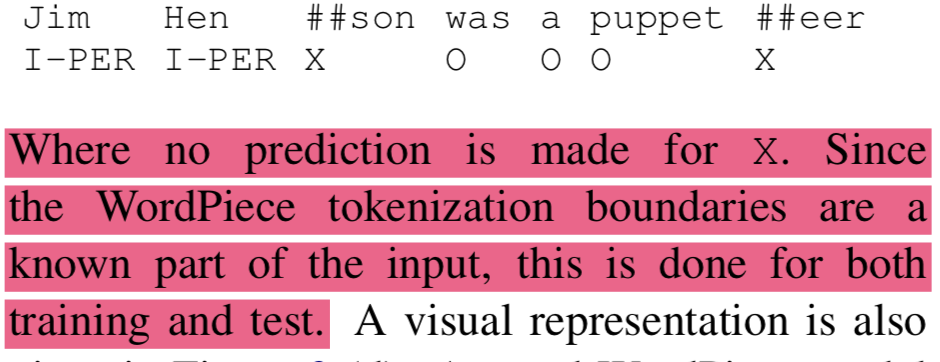 Jim Hen ##son was a puppet ##eer
I-PER I-PER X O O O X
Where no prediction is made for X. Since
the WordPiece tokenization boundaries are a
known part of the input, this is done for both
training and test. A visual representation is also